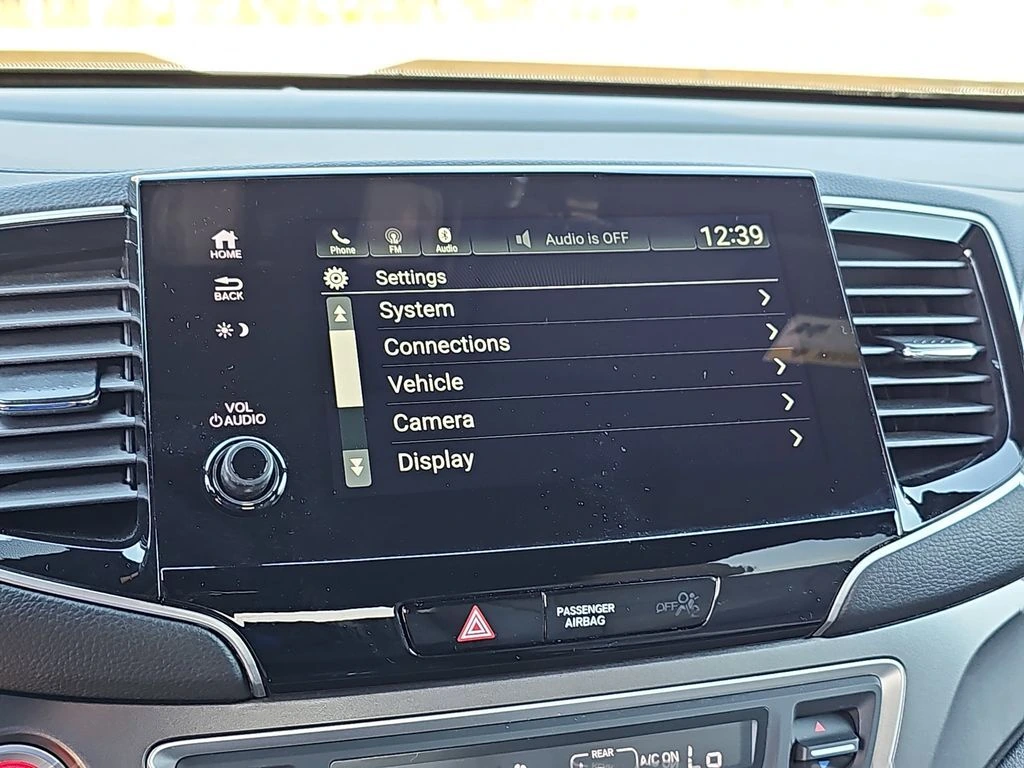 HOME
BACK
VOL
AUDIO
Phone
FM
Audio
Audio is OFF
12:39
Settings
System
Connections
Vehicle
Camera
Display
PASSENGER
AIRBAG
OFF
REAR
A/C ON
Lo